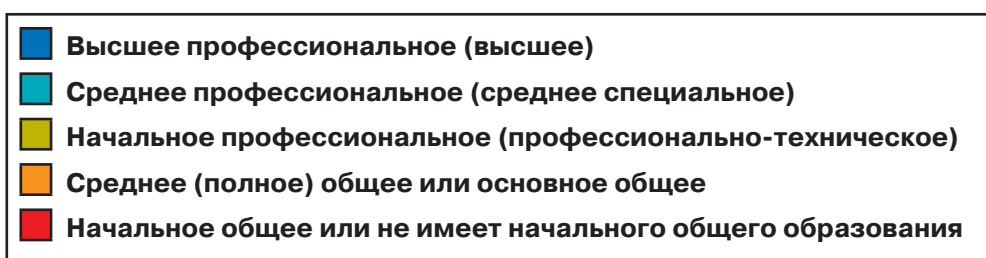 Высшее профессиональное (высшее)
Среднее профессиональное (среднее специальное)
Начальное профессиональное (профессионально-техническое)
Среднее (полное) общее или основное общее
Начальное общее или не имеет начального общего образования